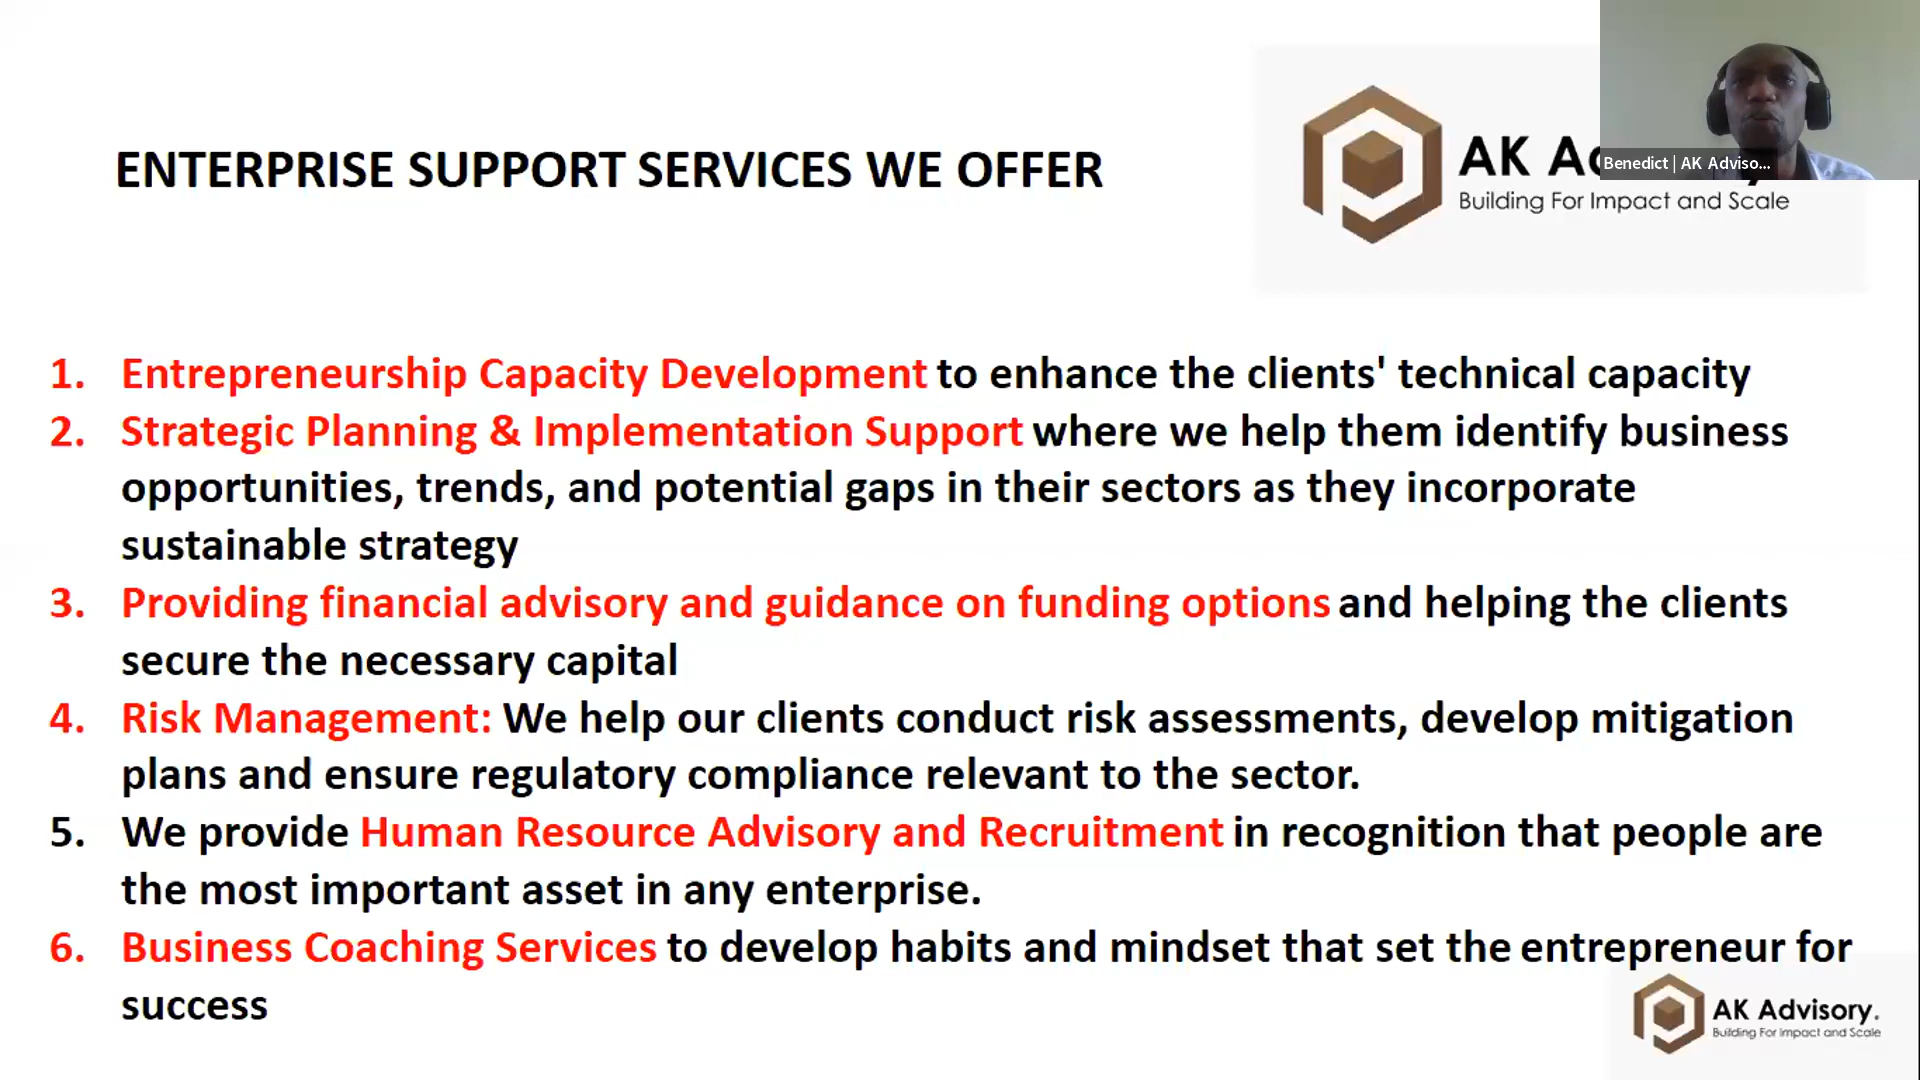 ENTERPRISE SUPPORT SERVICES WE OFFER
AK
Building For Impact and Scale
Benedict | AK Adviso...
1. Entrepreneurship Capacity Development to enhance the clients' technical capacity
2. Strategic Planning & Implementation Support where we help them identify business
opportunities, trends, and potential gaps in their sectors as they incorporate
sustainable strategy
3. Providing financial advisory and guidance on funding options and helping the clients
secure the necessary capital
4. Risk Management: We help our clients conduct risk assessments, develop mitigation
plans and ensure regulatory compliance relevant to the sector.
5. We provide Human Resource Advisory and Recruitment in recognition that people are
the most important asset in any enterprise.
6. Business Coaching Services to develop habits and mindset that set the entrepreneur for
success
AK Advisory.
Building For Impact and Scale